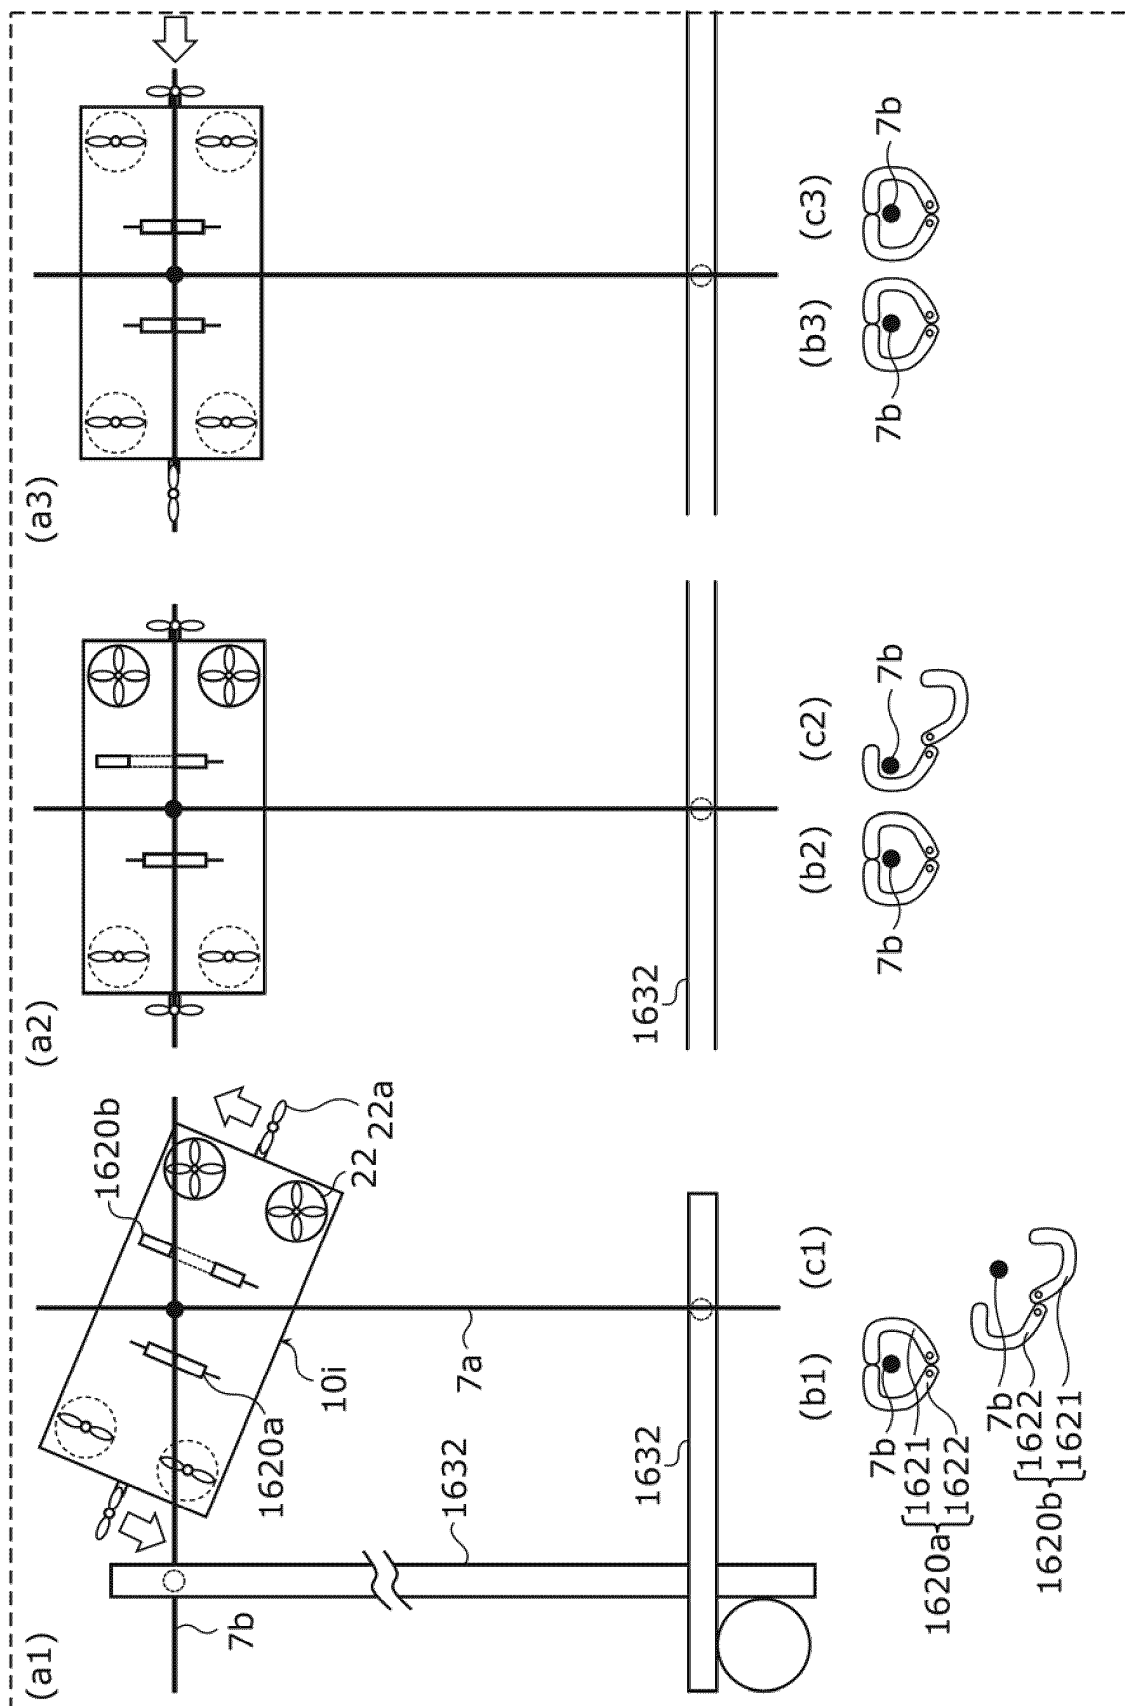 (a1)
7b
1632
1620a
10i
7a
1620b
22
22a
1632
(b1)
7b
1620a{1621
1622
(c1)
7b
1620b{1622
1621
(a2)
1632
(b2)
7b
(c2)
7b
(a3)
(b3)
7b
(c3)
7b